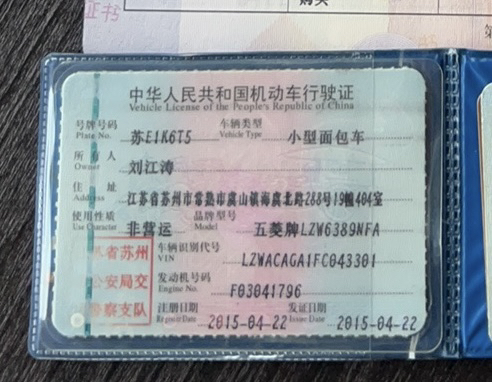 证书
购买
第
中华人民共和国机动车行驶证
Vehicle License of the People's Republic of China
号牌号码 苏E1K6T5 车辆类型 小型面包车
Plate No. Vehicle Type
所有人 刘江涛
Owner
住址 江苏省苏州市常熟市虞山镇海虞北路288号19幢404室
Address
使用性质 非营运 品牌型号 五菱牌LZW6389NFA
Use Character Model
车辆识别代号 LZWACAGA1FC043301
VIN
发动机号码 F03041796
Engine No.
注册日期 2015-04-22 发证日期 2015-04-22
Register Date Issue Date
省苏州
公安局交
警察支队